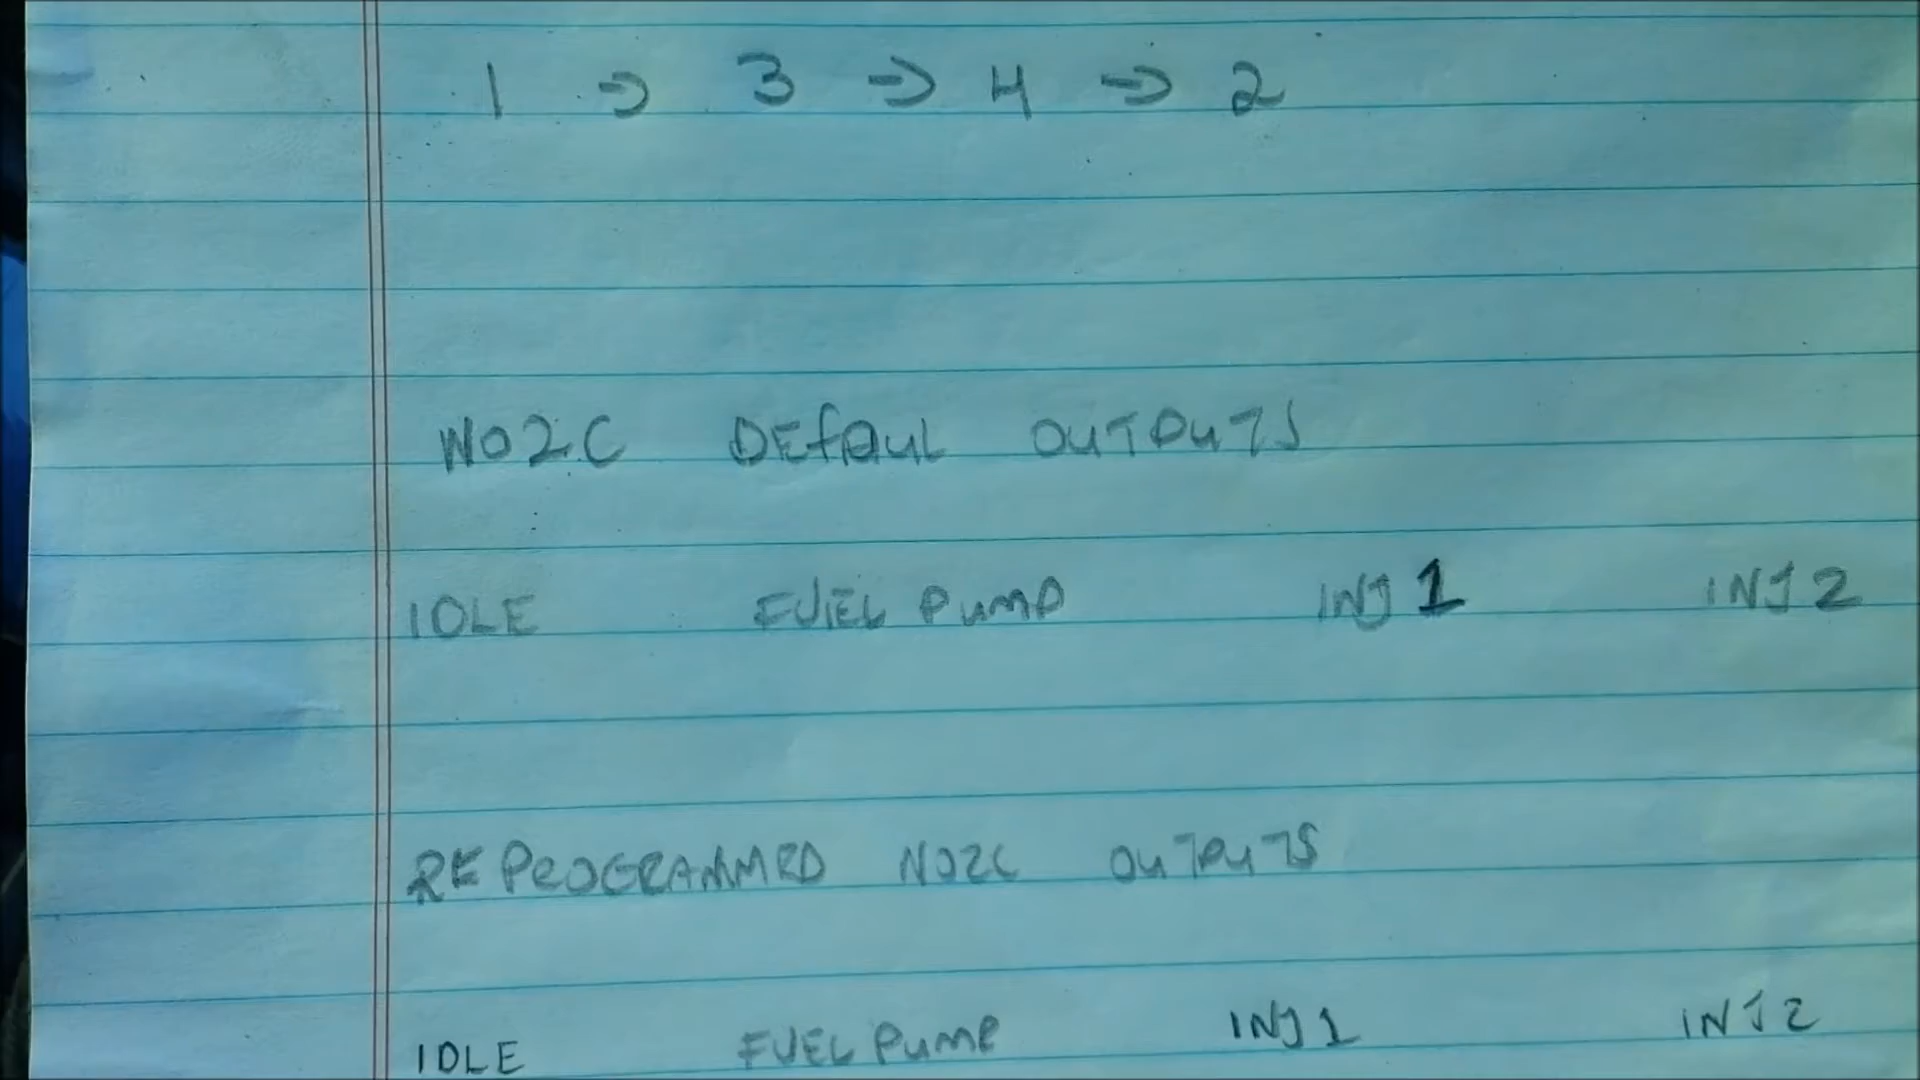 1 → 3 → 4 → 2
NO2C DEfAUL OUTPUTS
IDLE FUEL PUMP INJ 1 INJ 2
REPROGRAMMED NO2C OUTPUTS
IDLE FUEL PUMP INJ 1 INJ 2